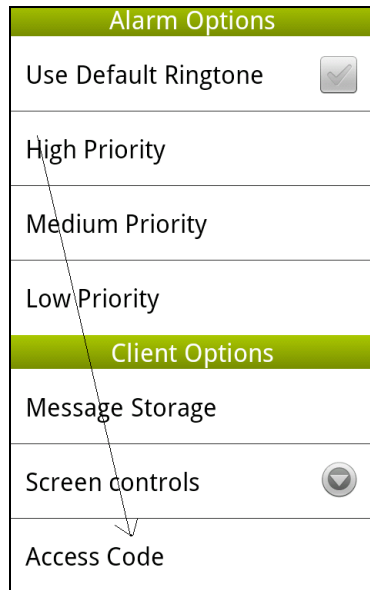 Alarm Options
Use Default Ringtone
High Priority
Medium Priority
Low Priority
Client Options
Message Storage
Screen controls
Access Code